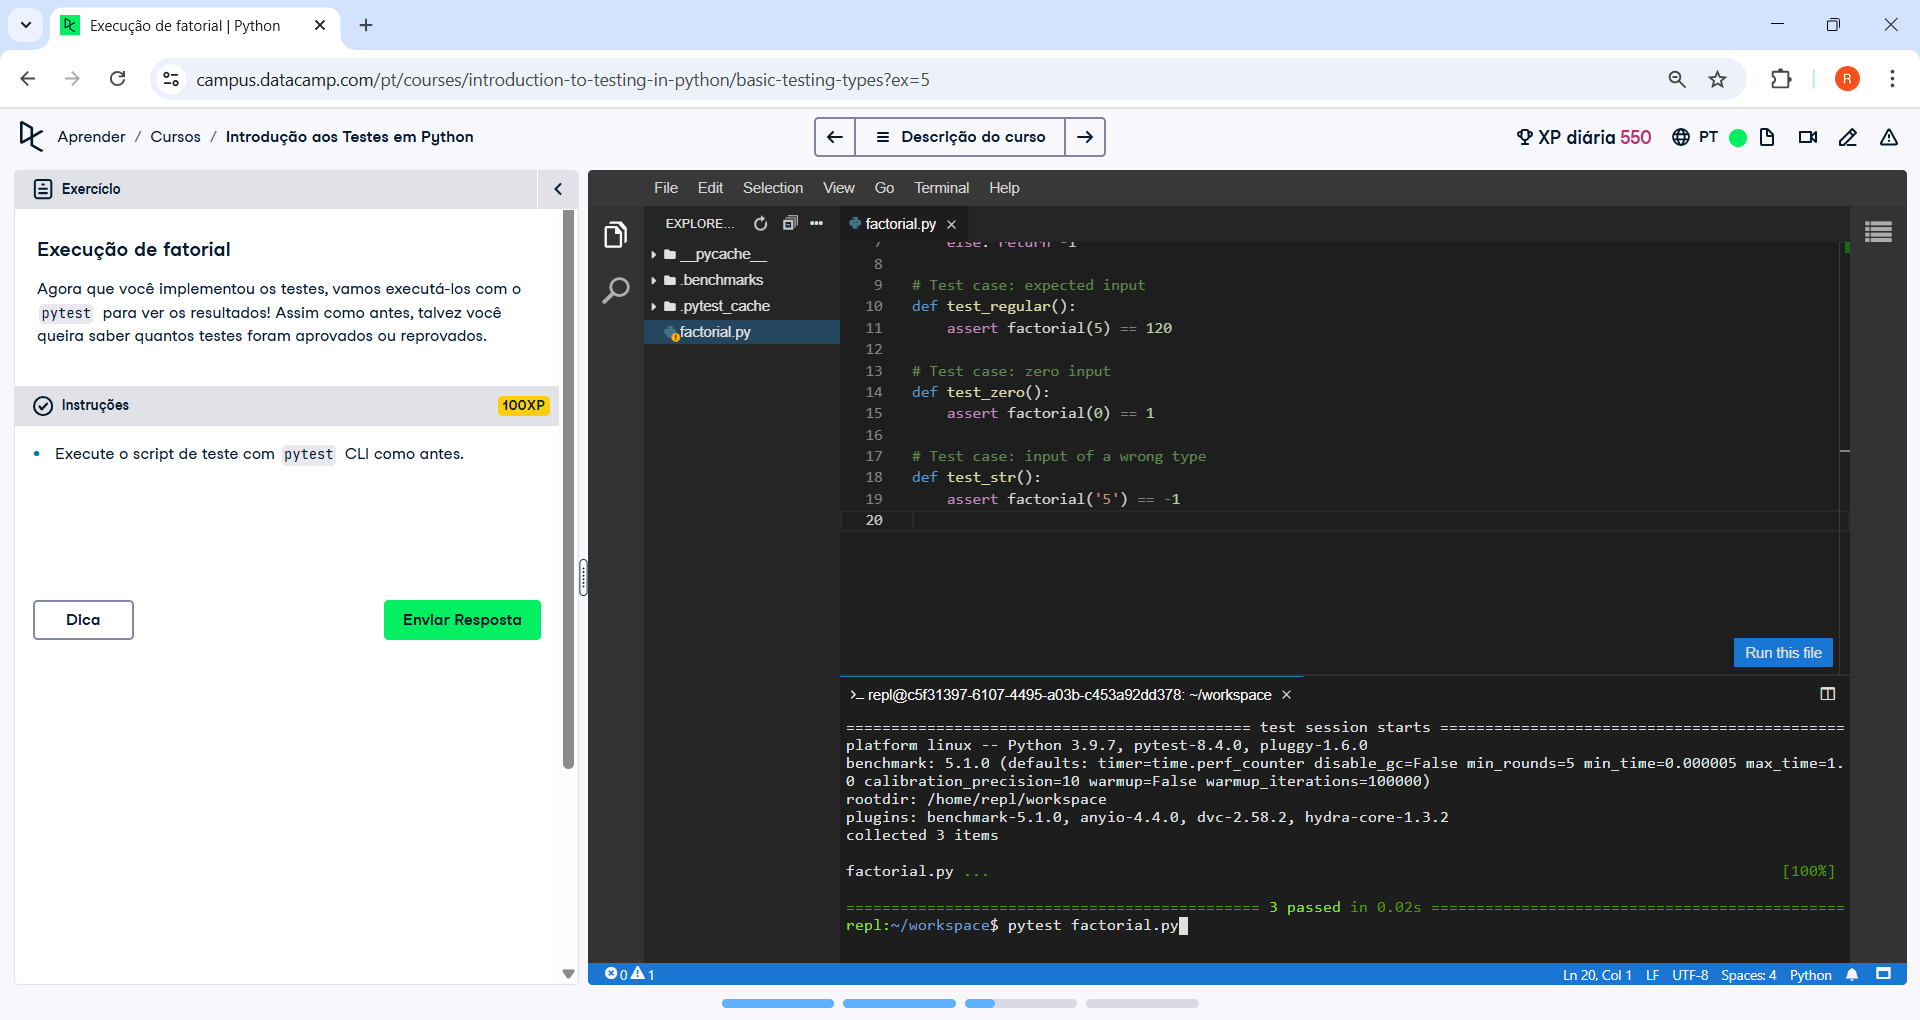 Execução de fatorial | Python
campus.datacamp.com/pt/courses/introduction-to-testing-in-python/basic-testing-types?ex=5
R
Aprender / Cursos / Introdução aos Testes em Python
Descrição do curso
XP diária 550
PT
Exercício
Execução de fatorial
Agora que você implementou os testes, vamos executá-los com o
pytest para ver os resultados! Assim como antes, talvez você
queira saber quantos testes foram aprovados ou reprovados.
Instruções
100XP
Execute o script de teste com pytest CLI como antes.
Dica
Enviar Resposta
File Edit Selection View Go Terminal Help
EXPLORE...
__pycache__
.benchmarks
.pytest_cache
factorial.py
factorial.py
7 else: return -1
8
9 # Test case: expected input
10 def test_regular():
11 assert factorial(5) == 120
12
13 # Test case: zero input
14 def test_zero():
15 assert factorial(0) == 1
16
17 # Test case: input of a wrong type
18 def test_str():
19 assert factorial('5') == -1
20
Run this file
>_ repl@c5f31397-6107-4495-a03b-c453a92dd378: ~/workspace
============================================= test session starts =============================================
platform linux -- Python 3.9.7, pytest-8.4.0, pluggy-1.6.0
benchmark: 5.1.0 (defaults: timer=time.perf_counter disable_gc=False min_rounds=5 min_time=0.000005 max_time=1.
0 calibration_precision=10 warmup=False warmup_iterations=100000)
rootdir: /home/repl/workspace
plugins: benchmark-5.1.0, anyio-4.4.0, dvc-2.58.2, hydra-core-1.3.2
collected 3 items
factorial.py ... [100%]
============================================== 3 passed in 0.02s ==============================================
repl:~/workspace$ pytest factorial.py
0 1
Ln 20, Col 1 LF UTF-8 Spaces: 4 Python